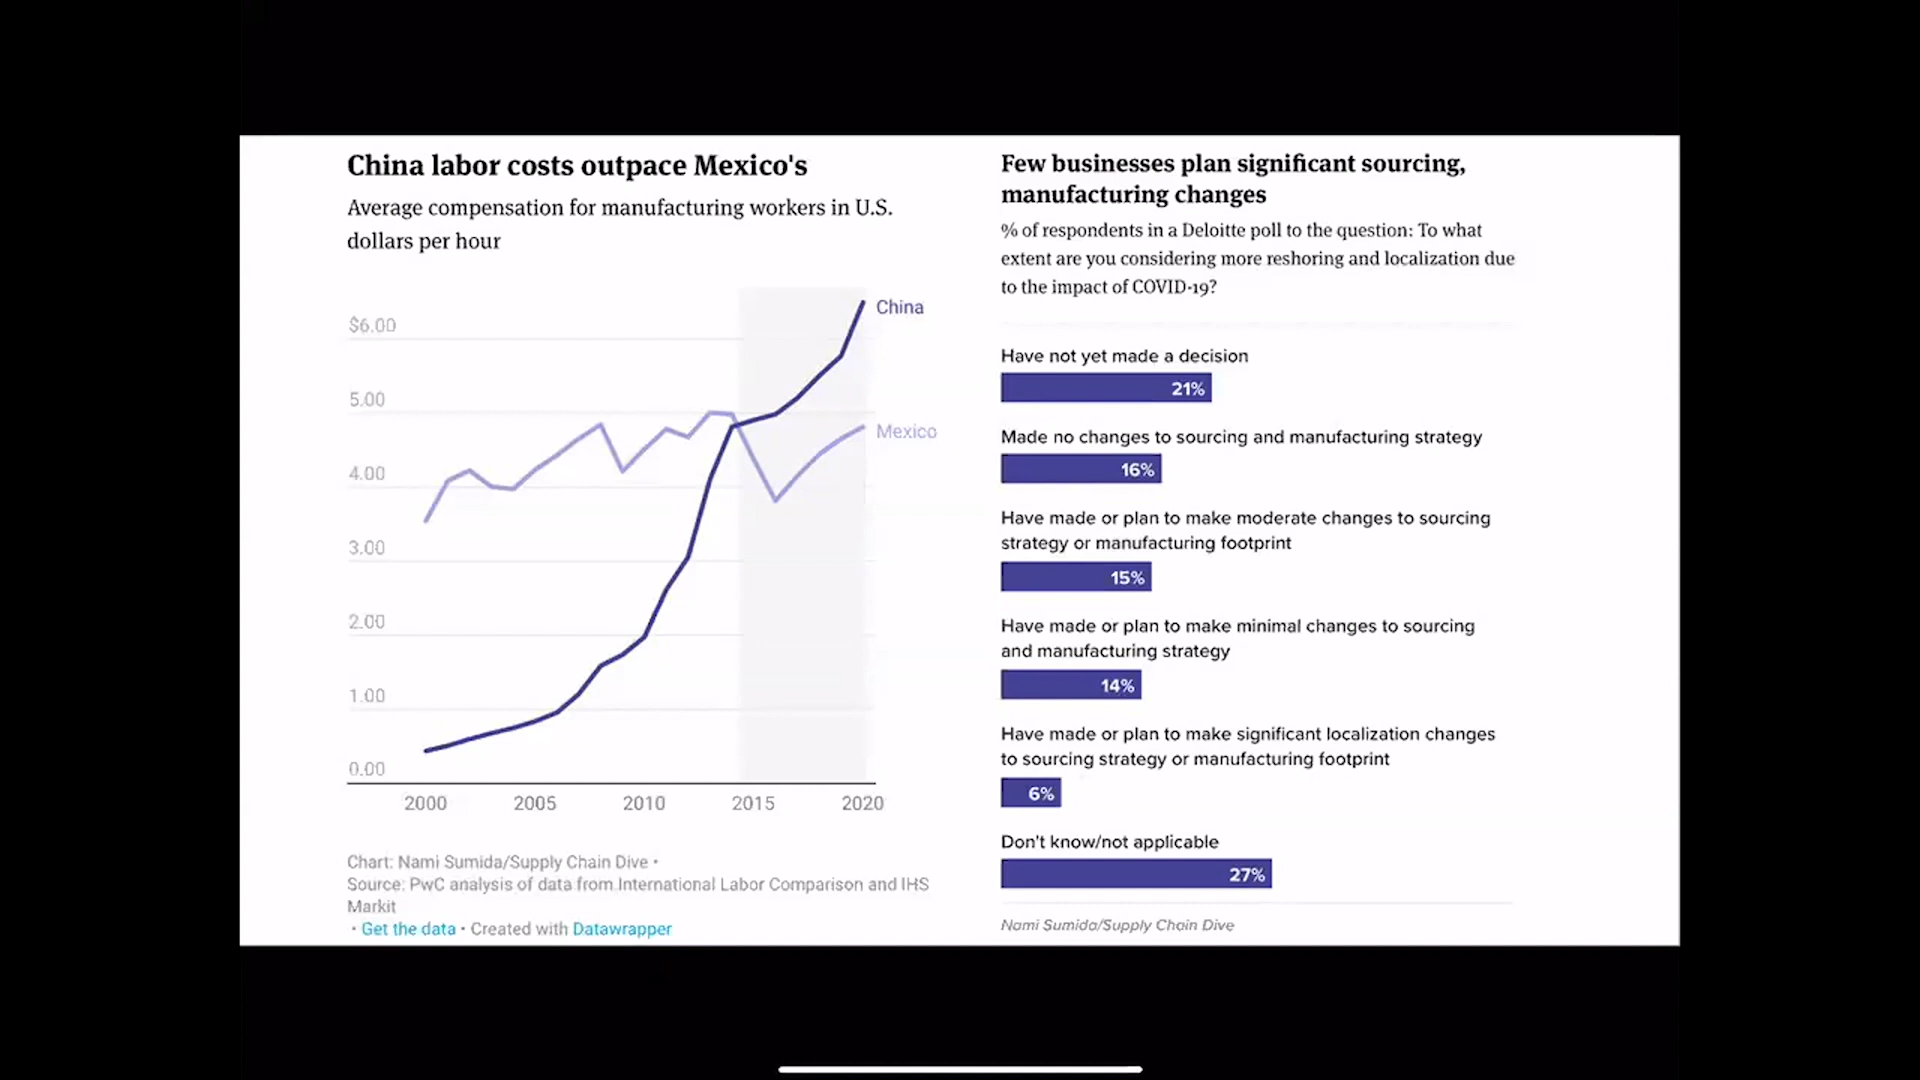 China labor costs outpace Mexico's
Average compensation for manufacturing workers in U.S.
dollars per hour
China
$6.00
5.00
Mexico
4.00
3.00
2.00
1.00
0.00
2000 2005 2010 2015 2020
Chart: Nami Sumida/Supply Chain Dive •
Source: PwC analysis of data from International Labor Comparison and IHS
Markit
• Get the data • Created with Datawrapper
Few businesses plan significant sourcing,
manufacturing changes
% of respondents in a Deloitte poll to the question: To what
extent are you considering more reshoring and localization due
to the impact of COVID-19?
Have not yet made a decision
21%
Made no changes to sourcing and manufacturing strategy
16%
Have made or plan to make moderate changes to sourcing
strategy or manufacturing footprint
15%
Have made or plan to make minimal changes to sourcing
and manufacturing strategy
14%
Have made or plan to make significant localization changes
to sourcing strategy or manufacturing footprint
6%
Don't know/not applicable
27%
Nami Sumida/Supply Chain Dive